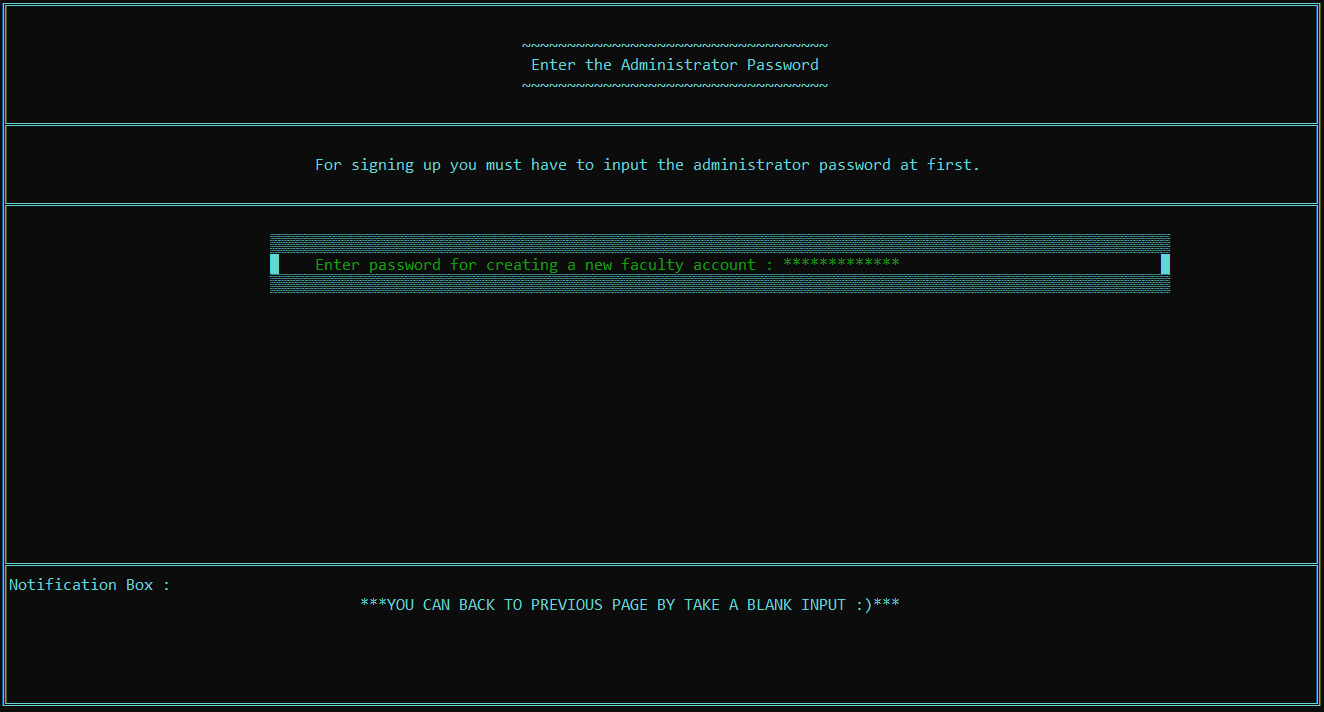 ~~~~~~~~~~~~~~~~~~~~~~~~~~~~~~~~~~
Enter the Administrator Password
~~~~~~~~~~~~~~~~~~~~~~~~~~~~~~~~~~
For signing up you must have to input the administrator password at first.
Enter password for creating a new faculty account : *************
Notification Box :
***YOU CAN BACK TO PREVIOUS PAGE BY TAKE A BLANK INPUT :)***